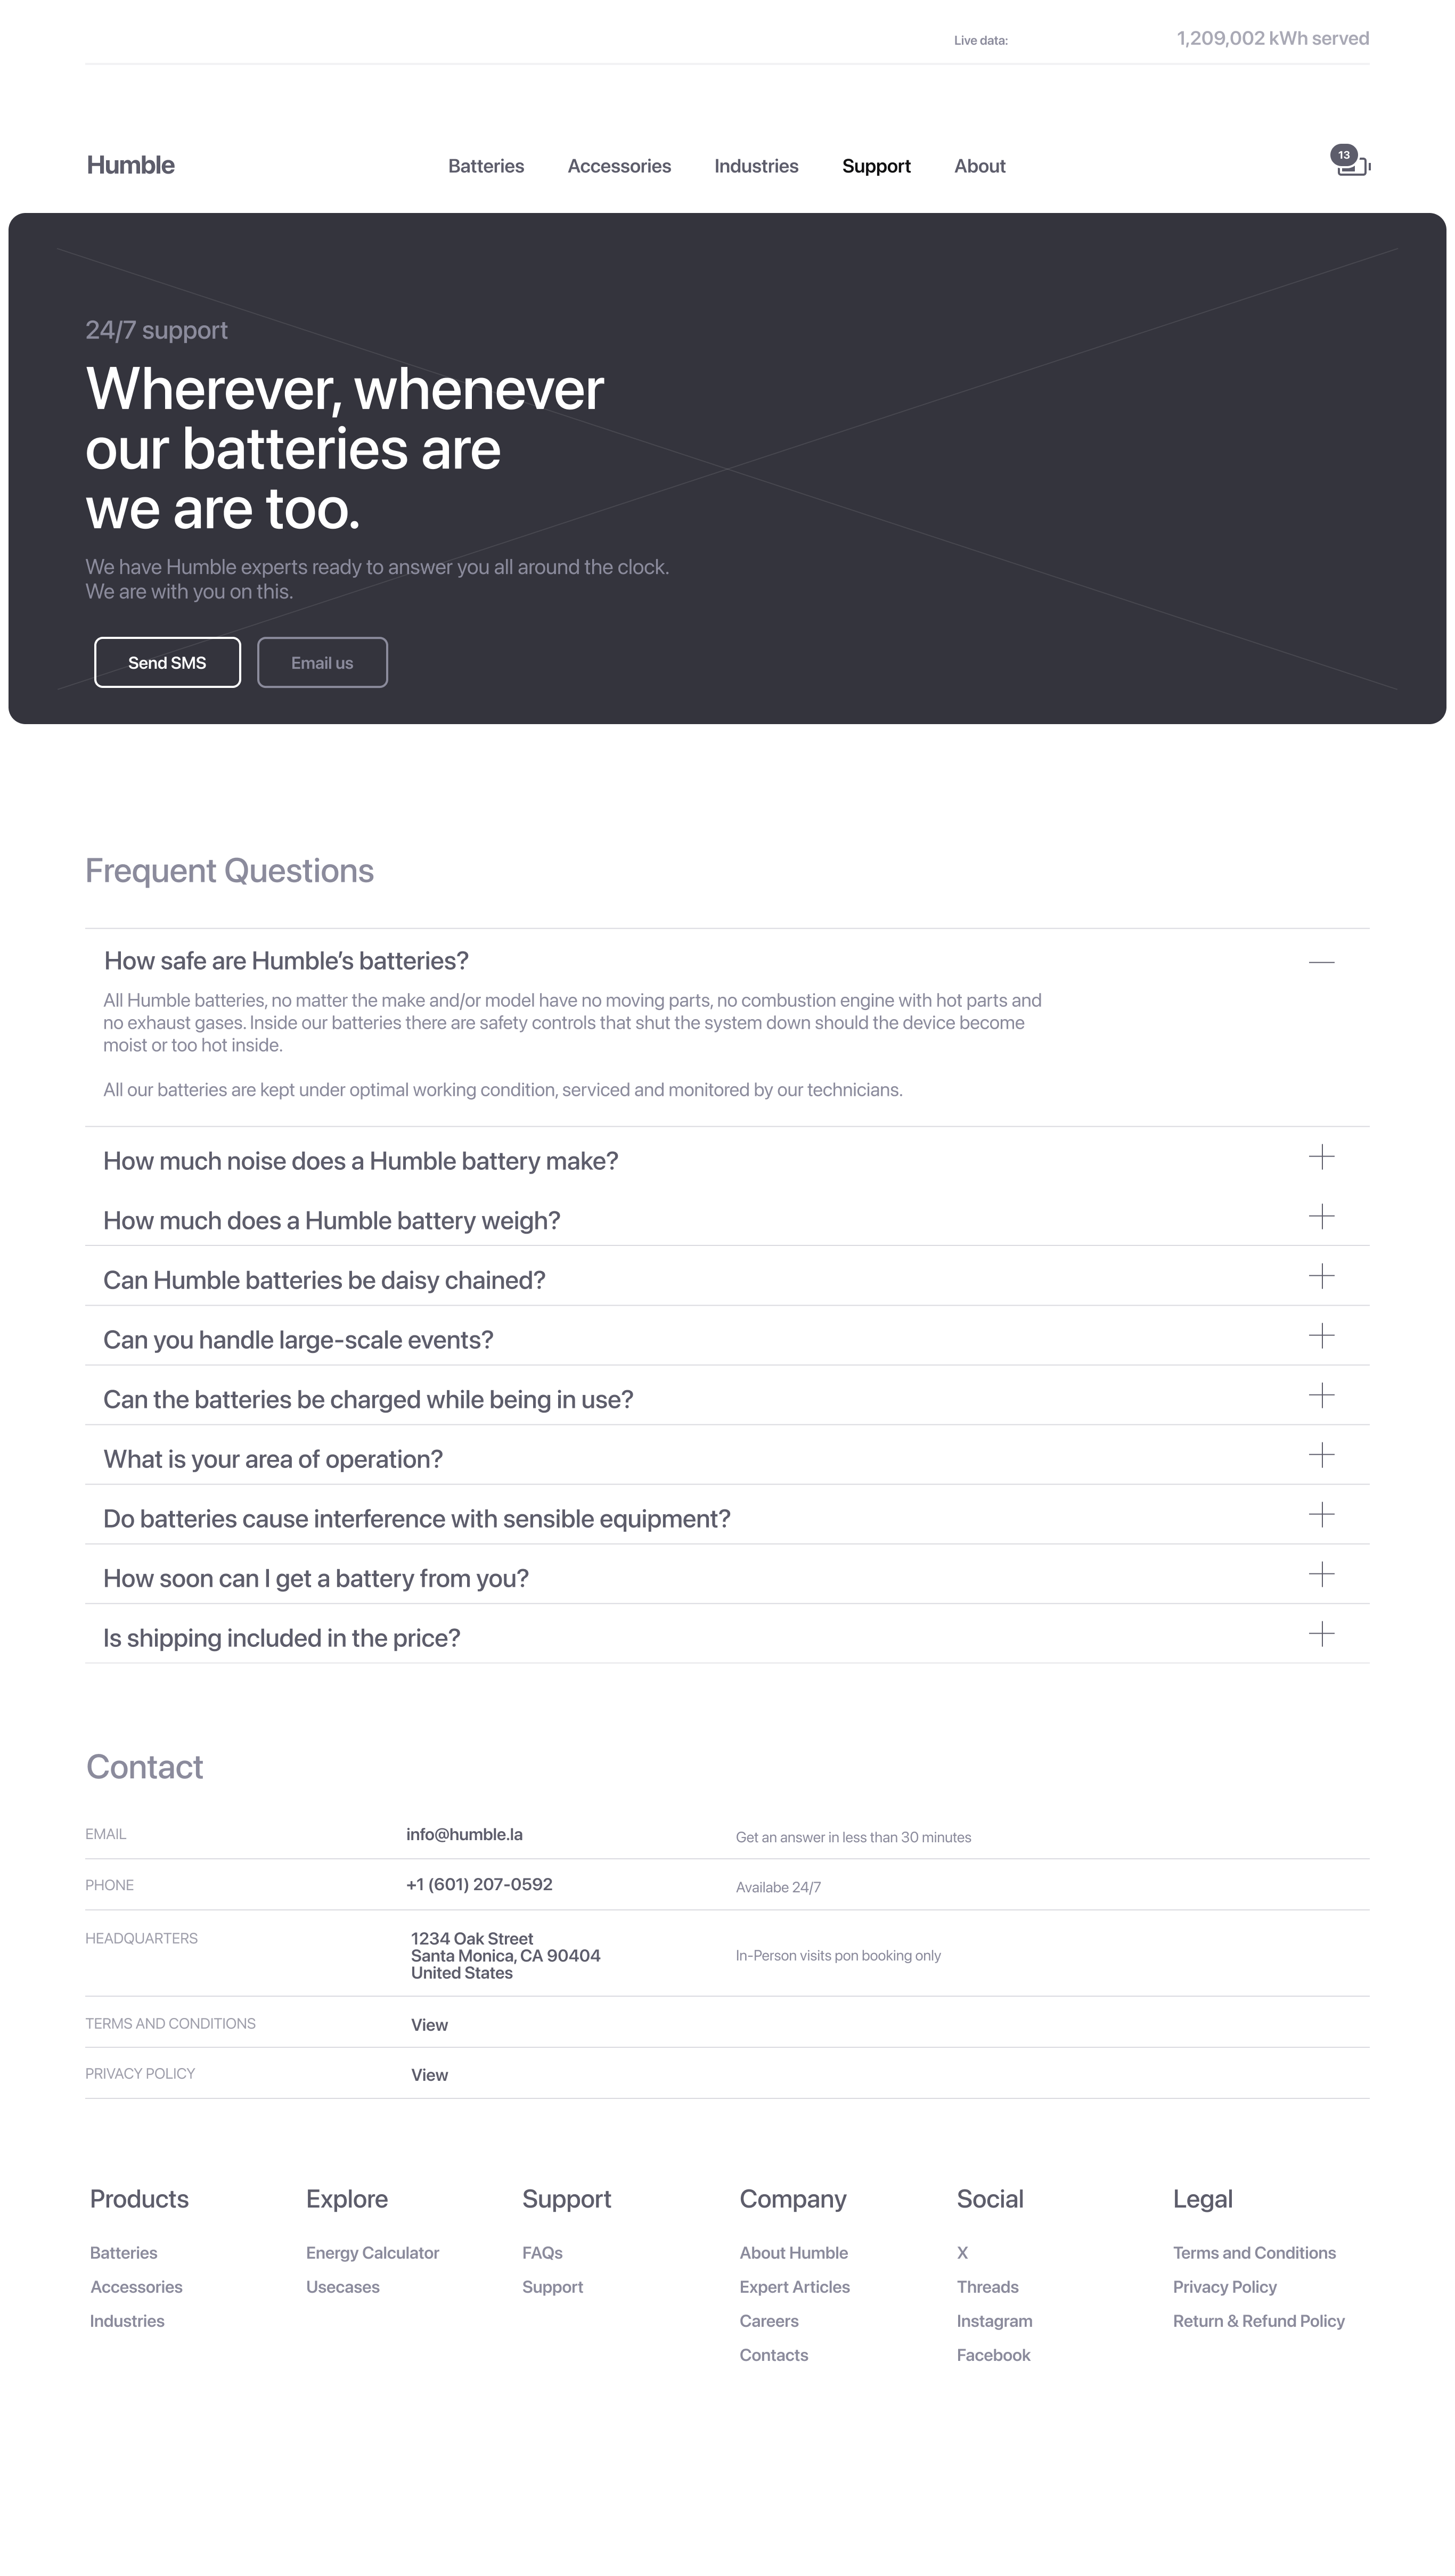 Live data:
1,209,002 kWh served
Humble
Batteries
Accessories
Industries
Support
About
13
24/7 support
Wherever, whenever
our batteries are
we are too.
We have Humble experts ready to answer you all around the clock.
We are with you on this.
Send SMS
Email us
Frequent Questions
How safe are Humble’s batteries?
All Humble batteries, no matter the make and/or model have no moving parts, no combustion engine with hot parts and
no exhaust gases. Inside our batteries there are safety controls that shut the system down should the device become
moist or too hot inside.
All our batteries are kept under optimal working condition, serviced and monitored by our technicians.
How much noise does a Humble battery make?
How much does a Humble battery weigh?
Can Humble batteries be daisy chained?
Can you handle large-scale events?
Can the batteries be charged while being in use?
What is your area of operation?
Do batteries cause interference with sensible equipment?
How soon can I get a battery from you?
Is shipping included in the price?
Contact
EMAIL
info@humble.la
Get an answer in less than 30 minutes
PHONE
+1 (601) 207-0592
Availabe 24/7
HEADQUARTERS
1234 Oak Street
Santa Monica, CA 90404
United States
In-Person visits pon booking only
TERMS AND CONDITIONS
View
PRIVACY POLICY
View
Products
Batteries
Accessories
Industries
Explore
Energy Calculator
Usecases
Support
FAQs
Support
Company
About Humble
Expert Articles
Careers
Contacts
Social
X
Threads
Instagram
Facebook
Legal
Terms and Conditions
Privacy Policy
Return & Refund Policy